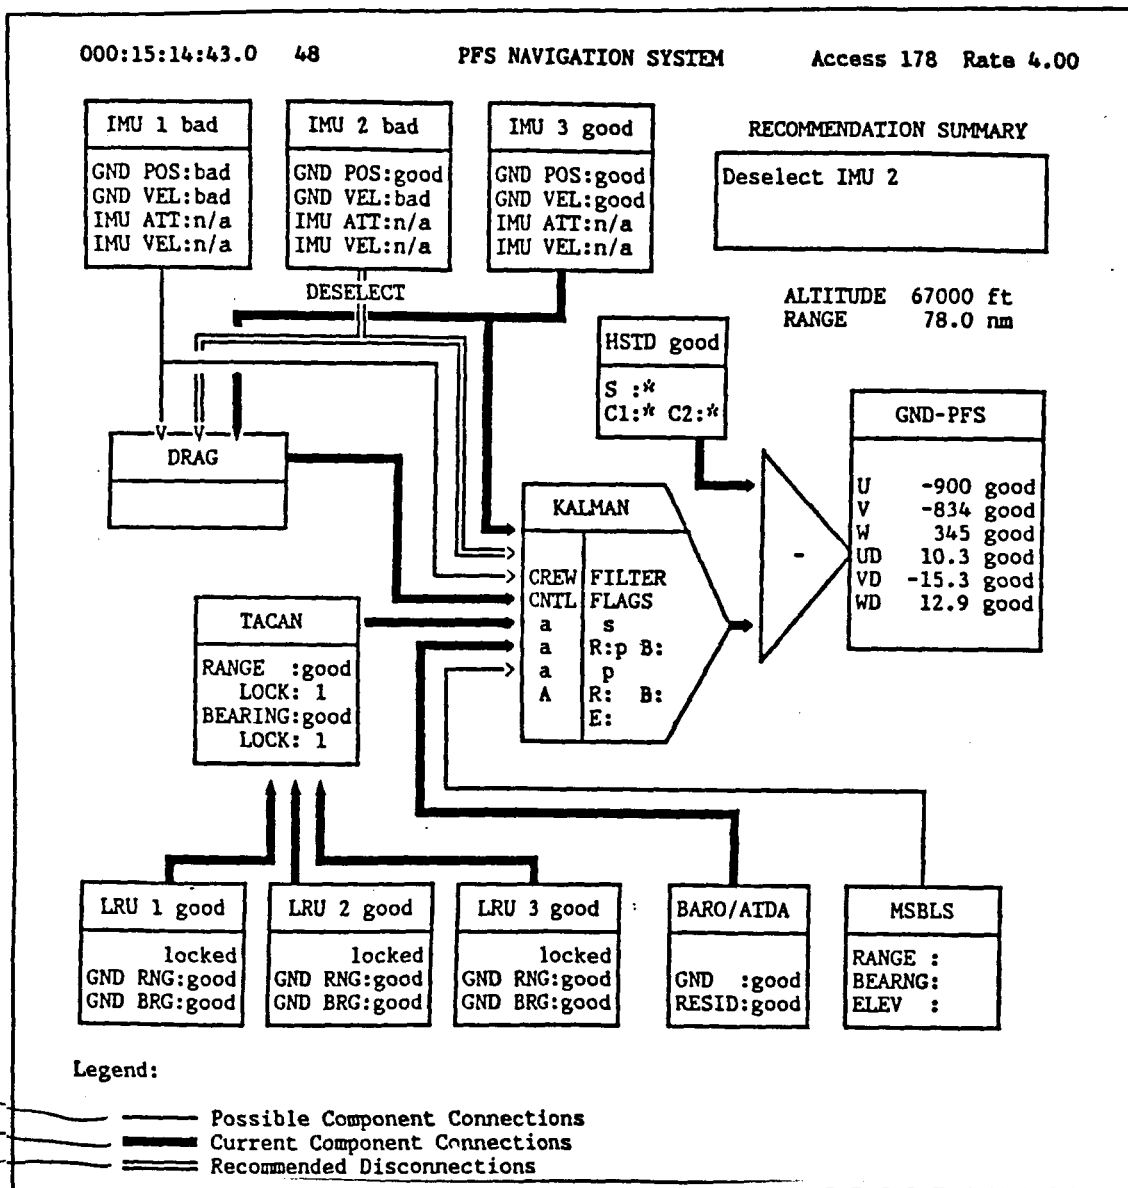 000:15:14:43.0 48 PFS NAVIGATION SYSTEM Access 178 Rate 4.00
IMU 1 bad
GND POS:bad
GND VEL:bad
IMU ATT:n/a
IMU VEL:n/a
IMU 2 bad
GND POS:good
GND VEL:bad
IMU ATT:n/a
IMU VEL:n/a
DESELECT
IMU 3 good
GND POS:good
GND VEL:good
IMU ATT:n/a
IMU VEL:n/a
RECOMMENDATION SUMMARY
Deselect IMU 2
ALTITUDE 67000 ft
RANGE 78.0 nm
HSTD good
S :*
C1:* C2:*
GND-PFS
U -900 good
V -834 good
W 345 good
UD 10.3 good
VD -15.3 good
WD 12.9 good
-
DRAG
KALMAN
CREW FILTER
CNTL FLAGS
a s
a R:p B:
a p
A R: B:
E:
TACAN
RANGE :good
LOCK: 1
BEARING:good
LOCK: 1
LRU 1 good
locked
GND RNG:good
GND BRG:good
LRU 2 good
locked
GND RNG:good
GND BRG:good
LRU 3 good
locked
GND RNG:good
GND BRG:good
BARO/ATDA
GND :good
RESID:good
MSBLS
RANGE :
BEARNG:
ELEV :
Legend:
Possible Component Connections
Current Component Connections
Recommended Disconnections